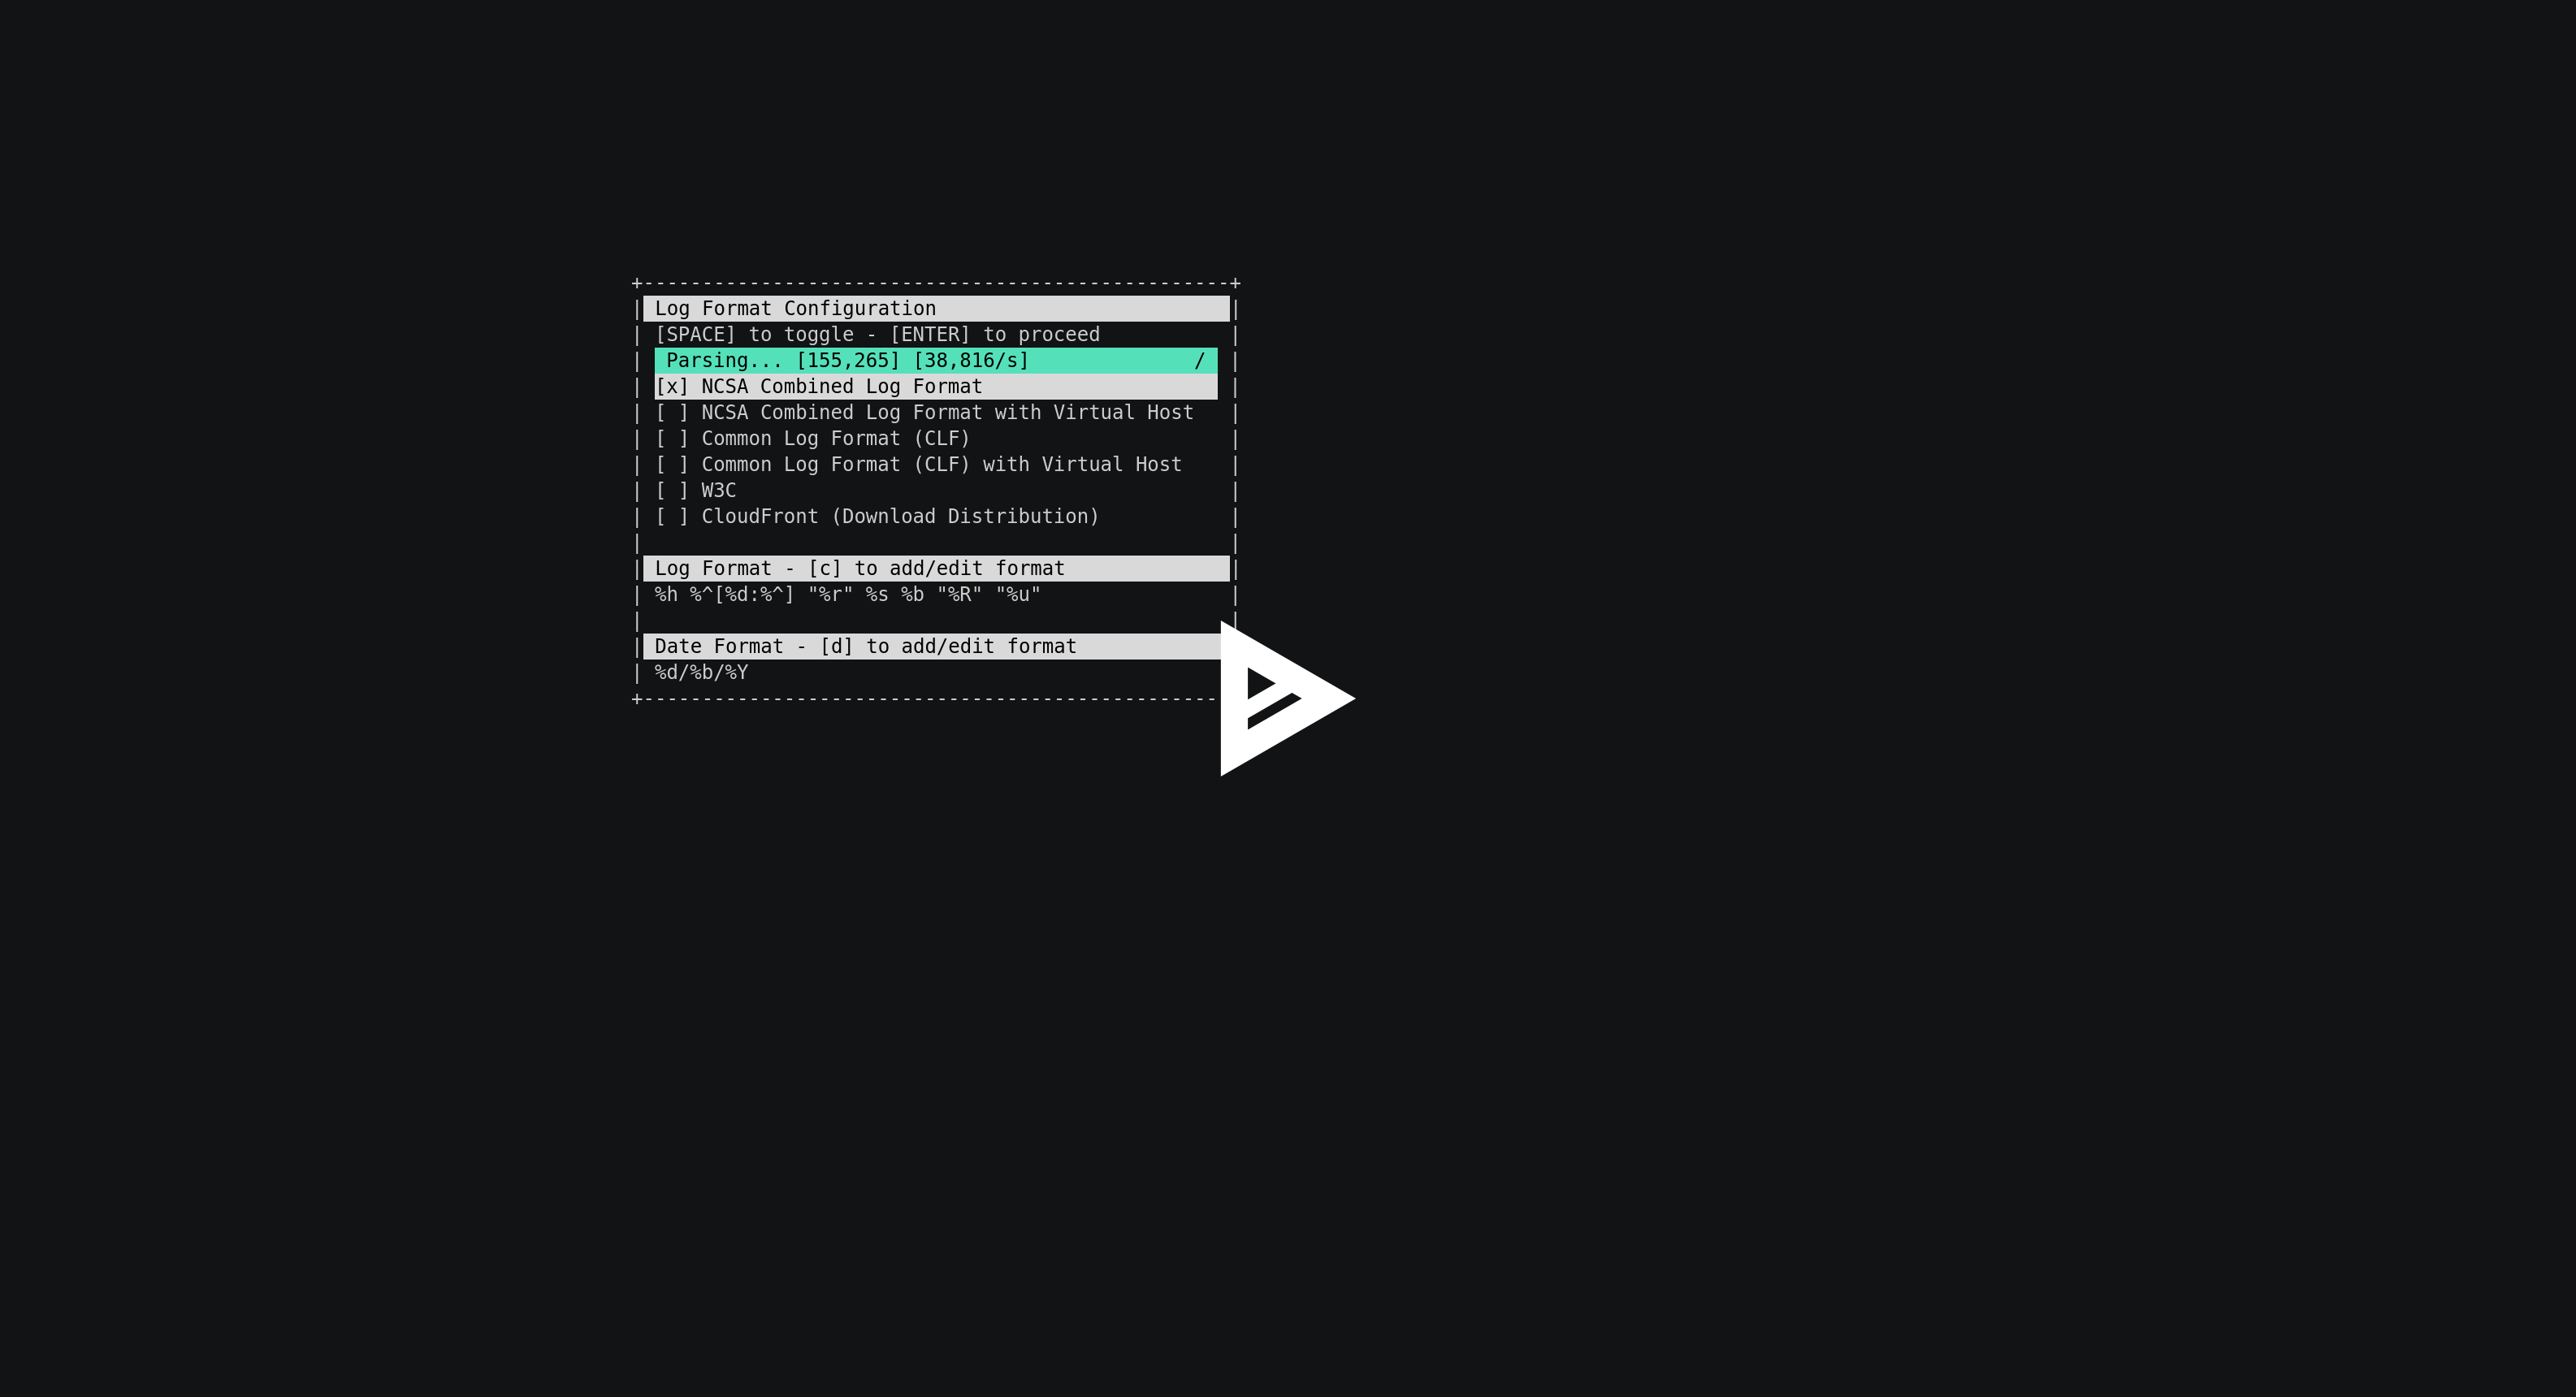 Log Format Configuration
[SPACE] to toggle - [ENTER] to proceed
Parsing... [155,265] [38,816/s] /
[x] NCSA Combined Log Format
[ ] NCSA Combined Log Format with Virtual Host
[ ] Common Log Format (CLF)
[ ] Common Log Format (CLF) with Virtual Host
[ ] W3C
[ ] CloudFront (Download Distribution)
Log Format - [c] to add/edit format
%h %^[%d:%^] "%r" %s %b "%R" "%u"
Date Format - [d] to add/edit format
%d/%b/%Y